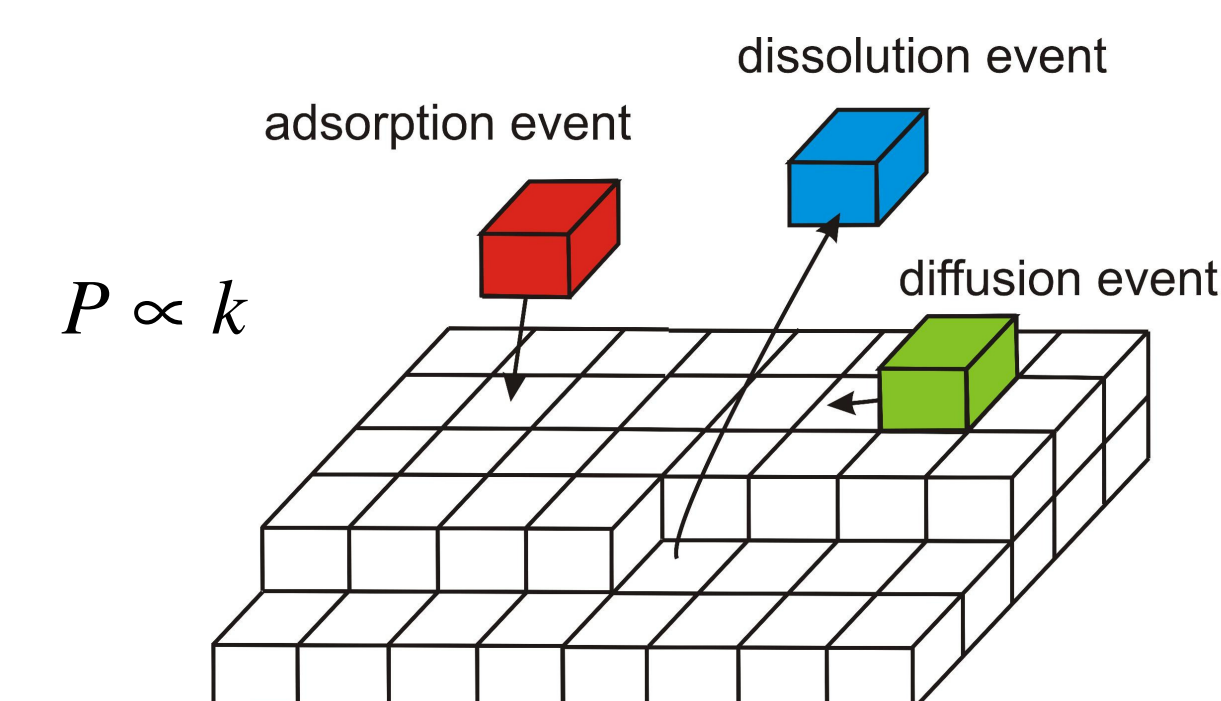 dissolution event
adsorption event
diffusion event
P ∝ k